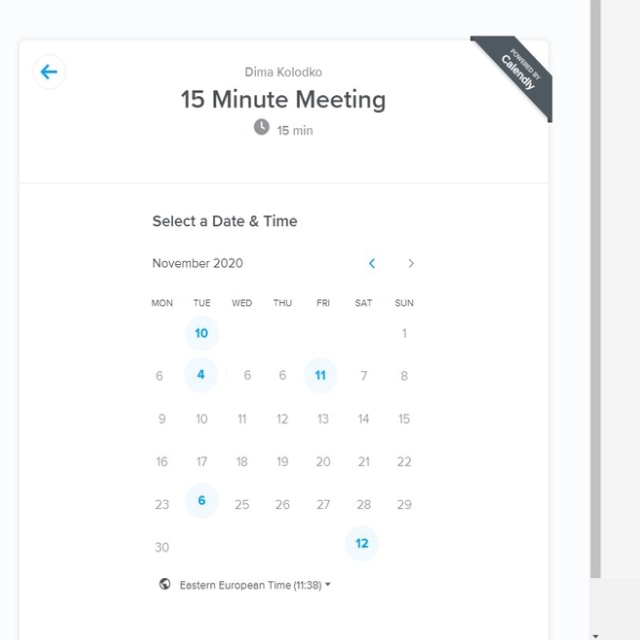 POWERED BY
Calendly
Dima Kolodko
15 Minute Meeting
15 min
Select a Date & Time
November 2020
MON TUE WED THU FRI SAT SUN
10 1
6 4 6 6 11 7 8
9 10 11 12 13 14 15
16 17 18 19 20 21 22
23 6 25 26 27 28 29
30 12
Eastern European Time (11:38)